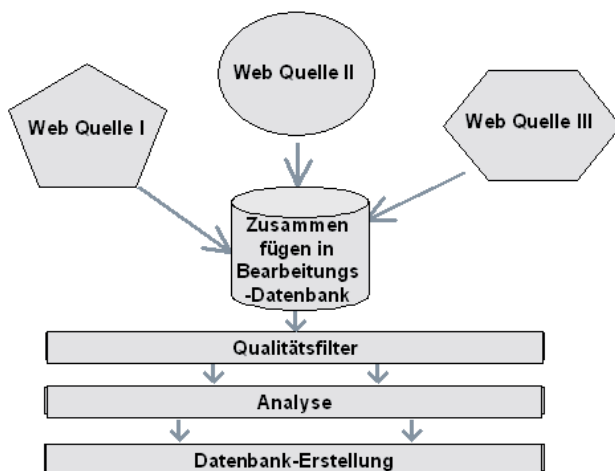 Web Quelle I
Web Quelle II
Web Quelle III
Zusammen
fügen in
Bearbeitungs
-Datenbank
Qualitätsfilter
Analyse
Datenbank-Erstellung